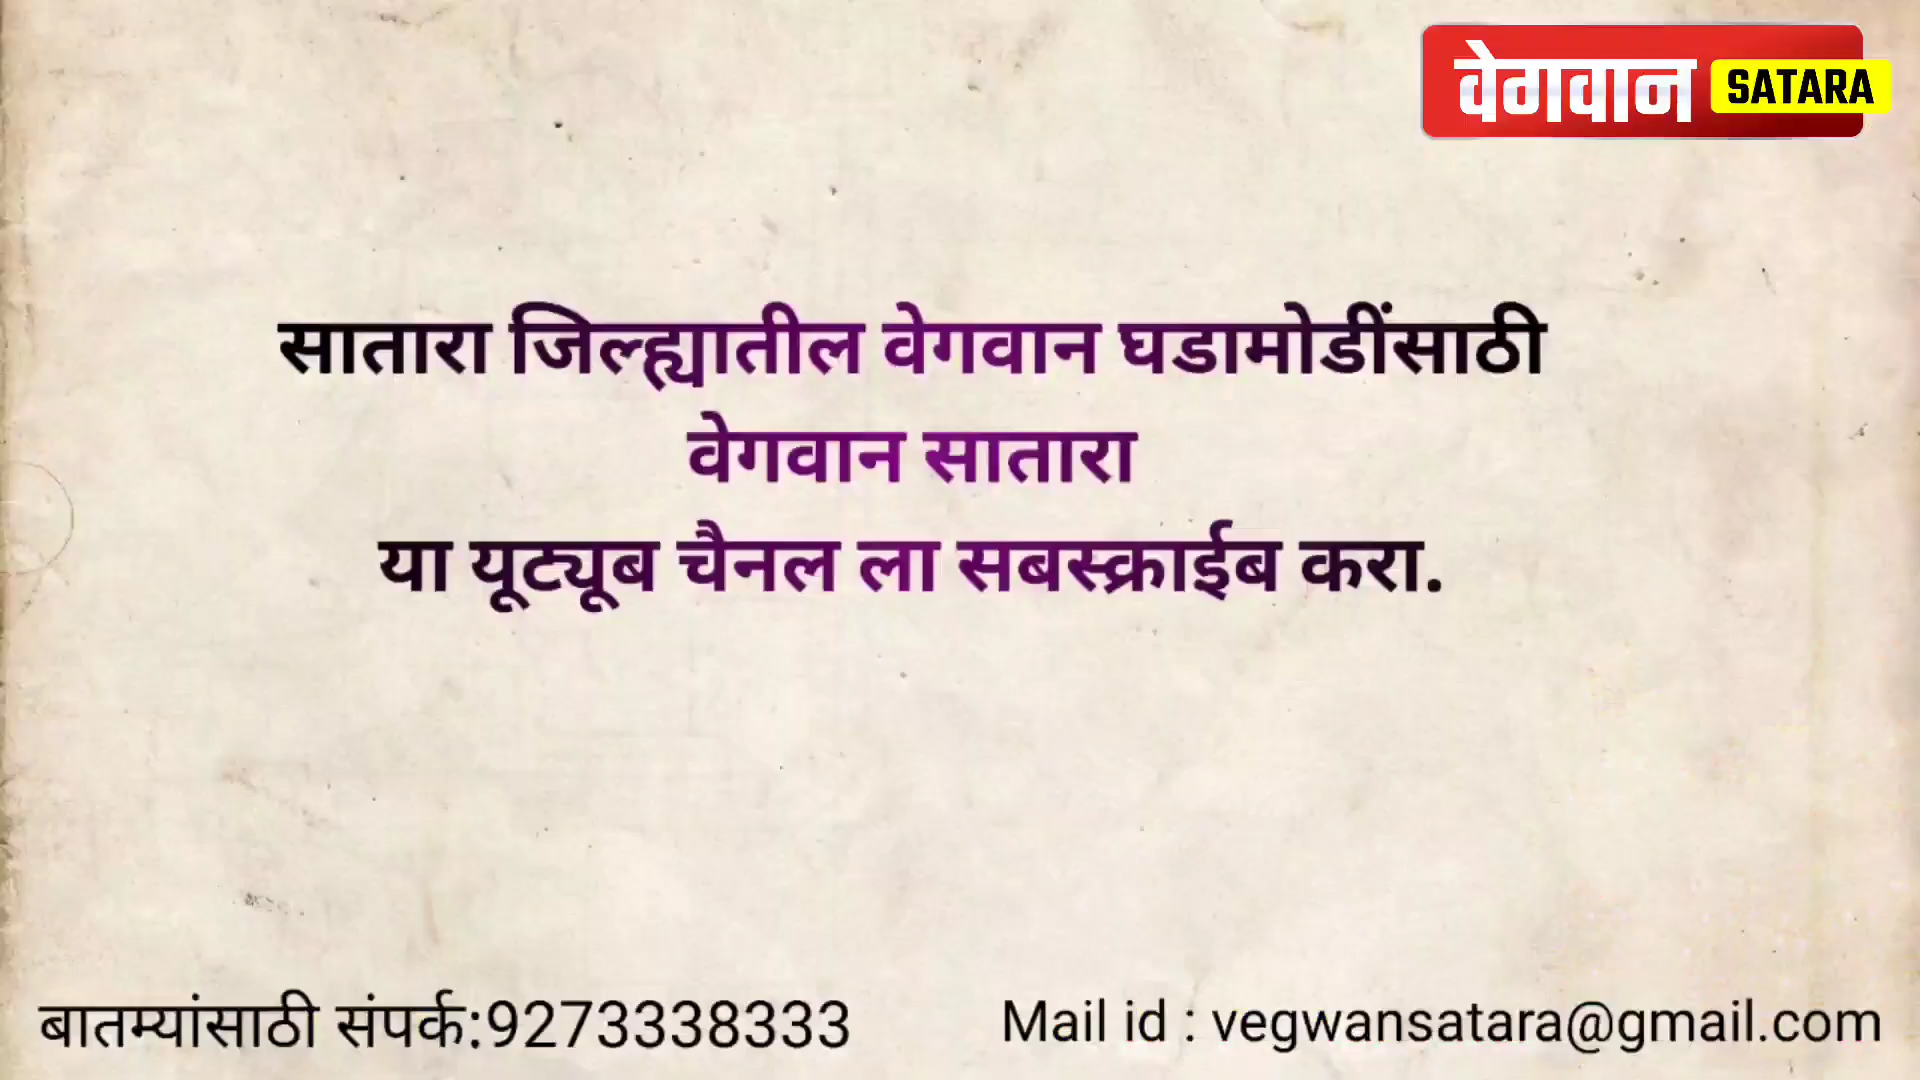 वेगवान SATARA
सातारा जिल्ह्यातील वेगवान घडामोडींसाठी
वेगवान सातारा
या यूट्यूब चैनल ला सबस्क्राईब करा.
बातम्यांसाठी संपर्क:9273338333
Mail id : vegwansatara@gmail.com